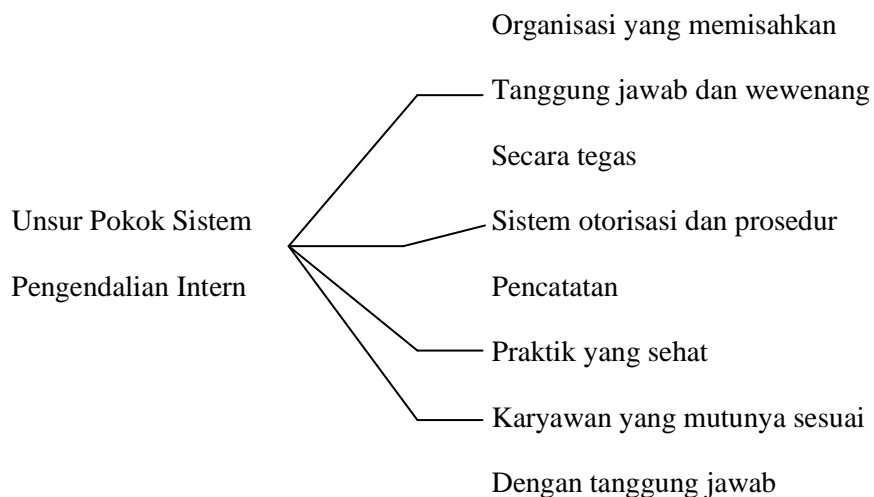 Organisasi yang memisahkan
Tanggung jawab dan wewenang
Secara tegas
Unsur Pokok Sistem
Sistem otorisasi dan prosedur
Pengendalian Intern
Pencatatan
Praktik yang sehat
Karyawan yang mutunya sesuai
Dengan tanggung jawab